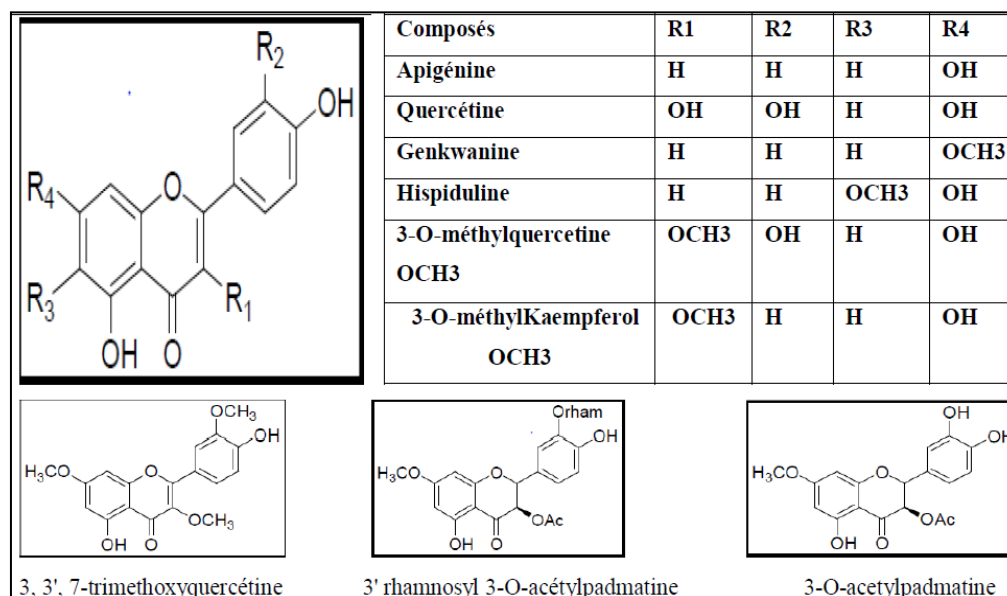 Composés R1 R2 R3 R4
Apigénine H H H OH
Quercétine OH OH H OH
Genkwanine H H H OCH3
Hispiduline H H OCH3 OH
3-O-méthylquercetine OCH3 OH H OH
OCH3
3-O-méthylKaempferol OCH3 H H OH
OCH3
R2
OH
R4
O
R3
R1
OH O
OCH3
OH
H3CO
O
OCH3
OH O
Orham
OH
H3CO
O
OAc
OH O
OH
OH
H3CO
O
OAc
OH O
3, 3', 7-trimethoxyquercétine 3' rhamnosyl 3-O-acétylpadmatine 3-O-acetylpadmatine